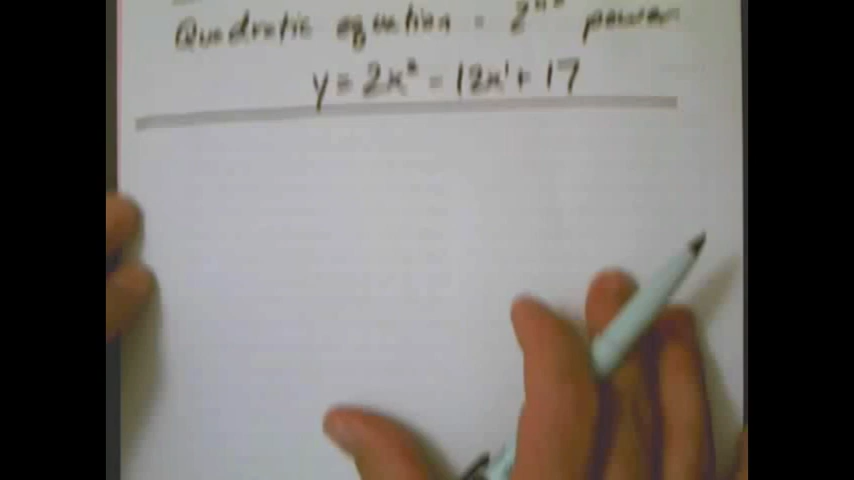 Quadratic equation = 2nd power
y = 2x² - 12x¹ + 17